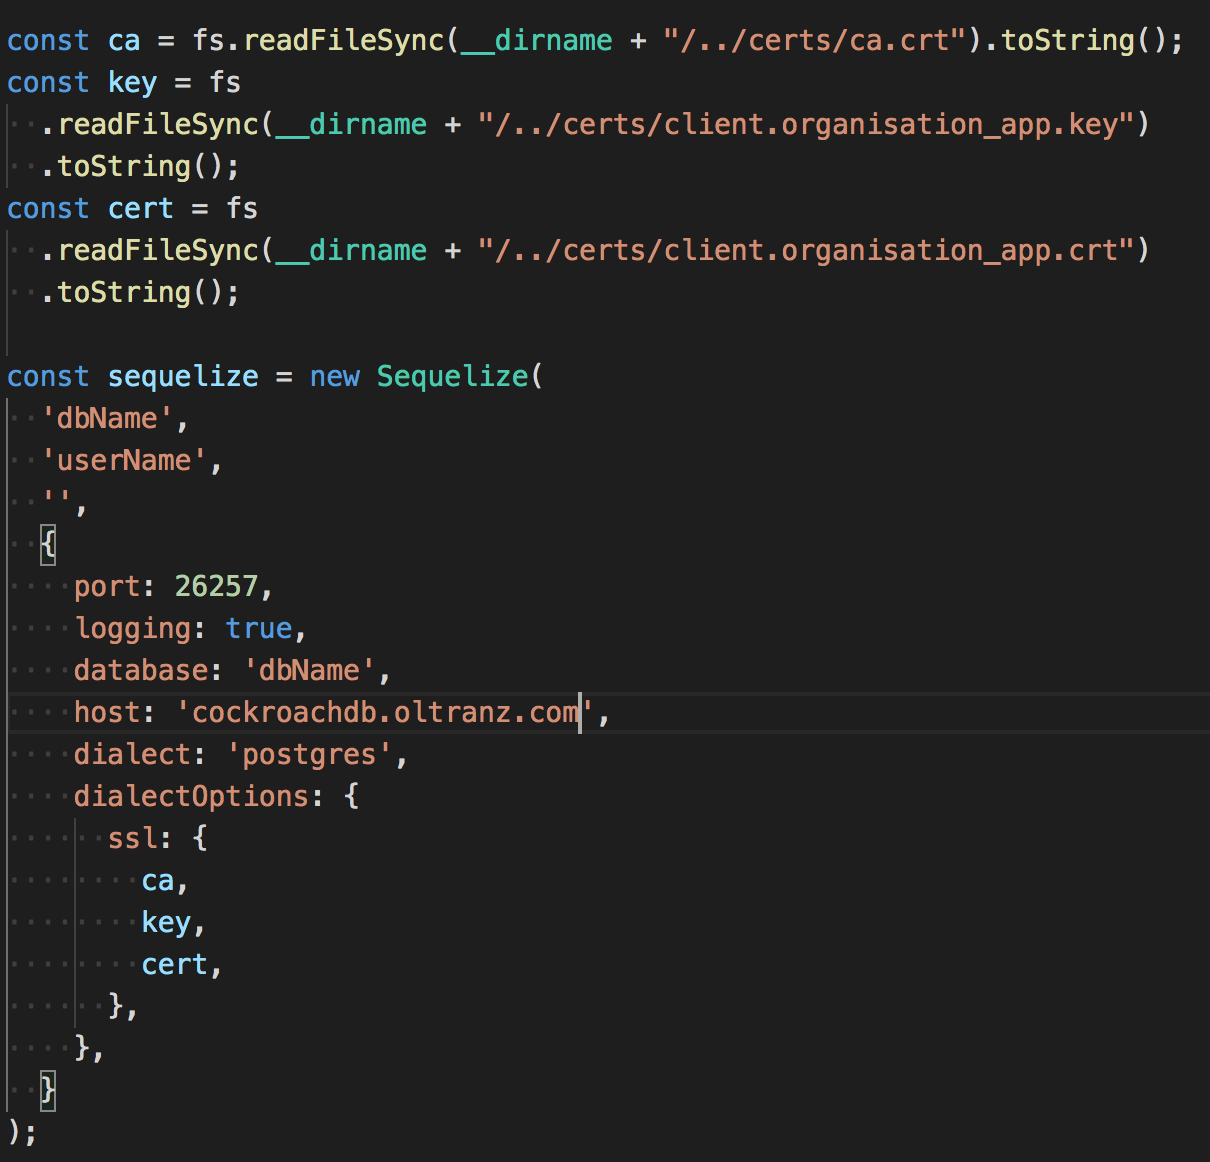 const ca = fs.readFileSync(__dirname + "/../certs/ca.crt").toString();
const key = fs
  .readFileSync(__dirname + "/../certs/client.organisation_app.key")
  .toString();
const cert = fs
  .readFileSync(__dirname + "/../certs/client.organisation_app.crt")
  .toString();

const sequelize = new Sequelize(
  'dbName',
  'userName',
  '',
  {
    port: 26257,
    logging: true,
    database: 'dbName',
    host: 'cockroachdb.oltranz.com',
    dialect: 'postgres',
    dialectOptions: {
      ssl: {
        ca,
        key,
        cert,
      },
    },
  }
);